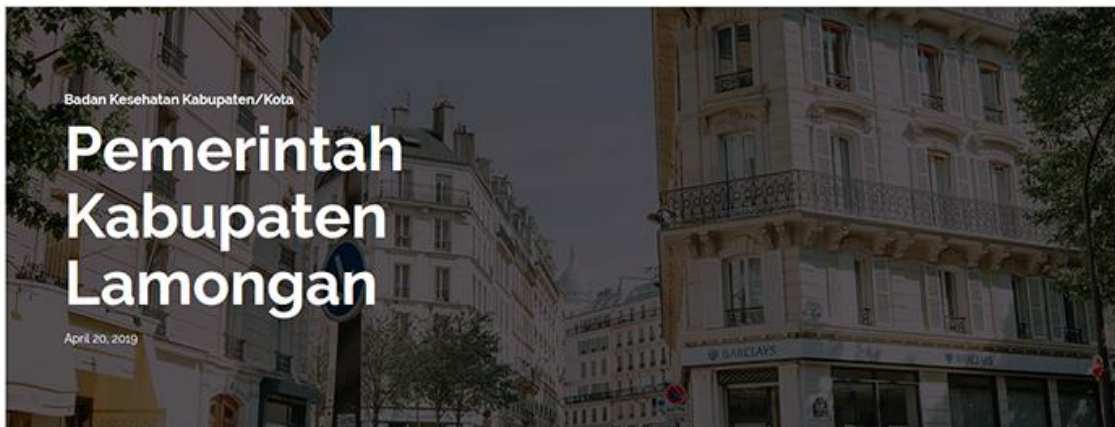 Badan Kesehatan Kabupaten/Kota
Pemerintah
Kabupaten
Lamongan
April 20, 2019
BARCLAYS
BARCLAYS